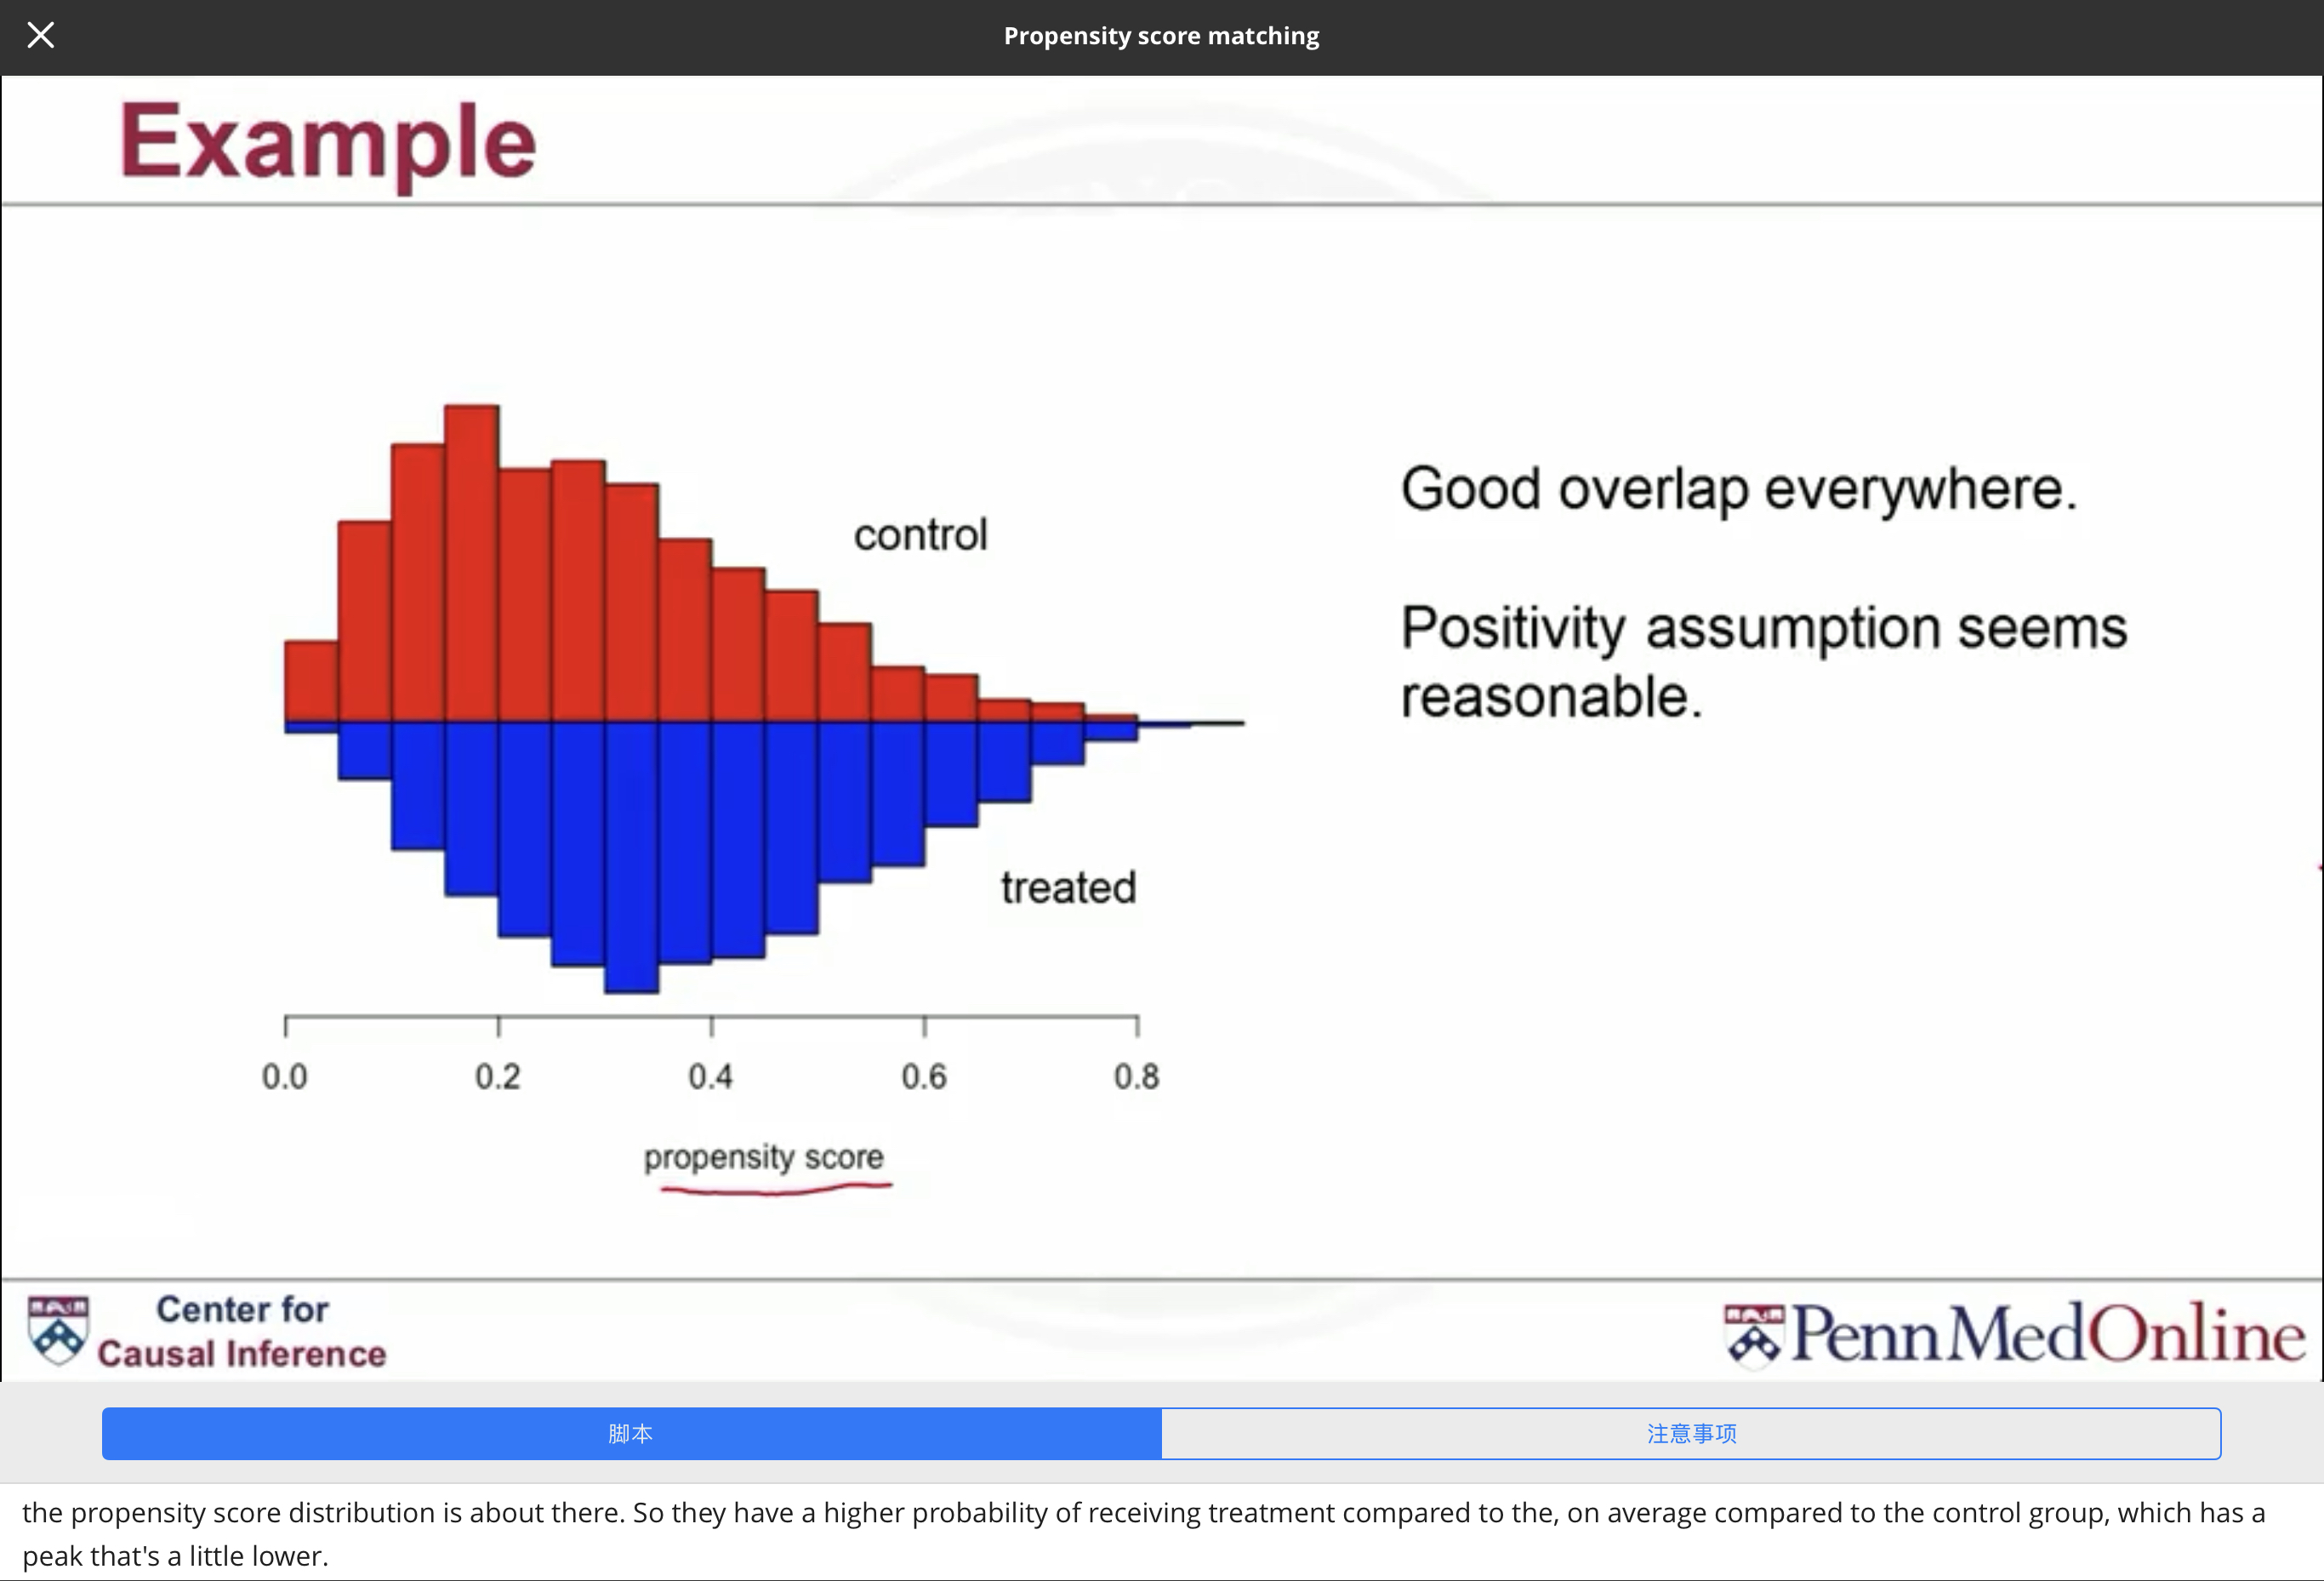 Propensity score matching
Example
control
Good overlap everywhere.
Positivity assumption seems
reasonable.
treated
0.0 0.2 0.4 0.6 0.8
propensity score
Center for
Causal Inference
PennMedOnline
脚本
注意事项
the propensity score distribution is about there. So they have a higher probability of receiving treatment compared to the, on average compared to the control group, which has a
peak that's a little lower.